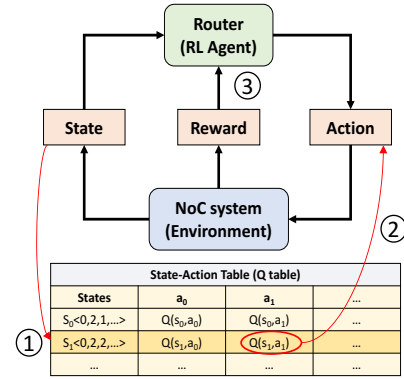 Router
(RL Agent)
③
State
Reward
Action
NoC system
(Environment)
②
①
State-Action Table (Q table)
States a₀ a₁ ...
S₀<0,2,1,...> Q(s₀,a₀) Q(s₀,a₁) ...
S₁<0,2,2,...> Q(s₁,a₀) Q(s₁,a₁) ...
... ... ... ...